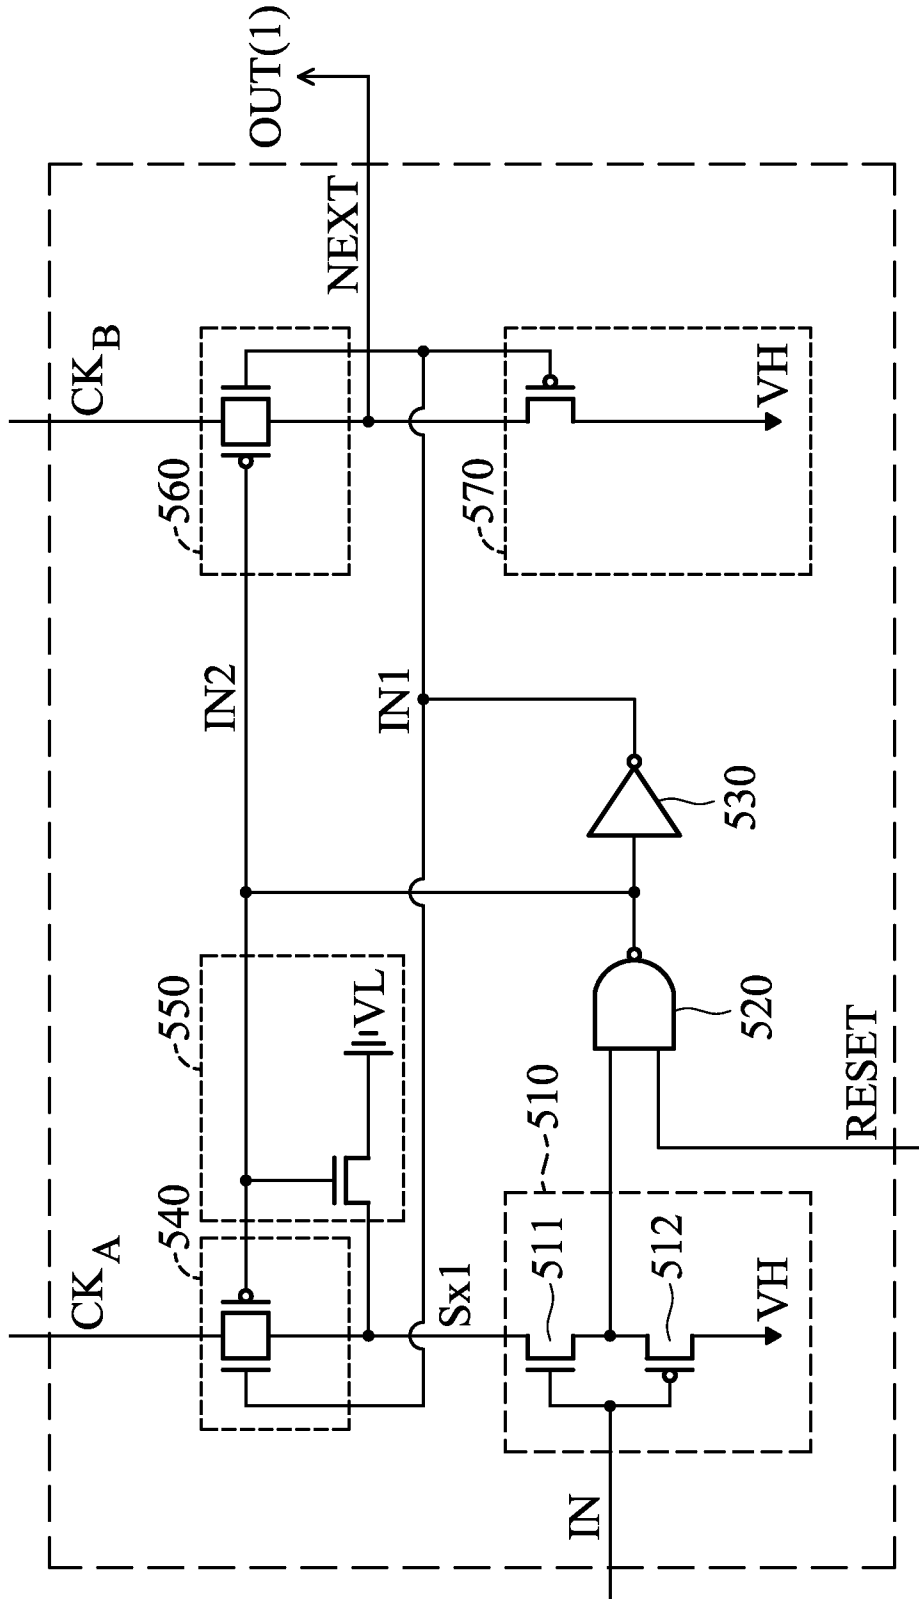 CKA
CKB
540
550
560
IN2
IN1
NEXT
OUT(1)
Sx1
VL
510
511
512
VH
IN
520
530
570
VH
RESET